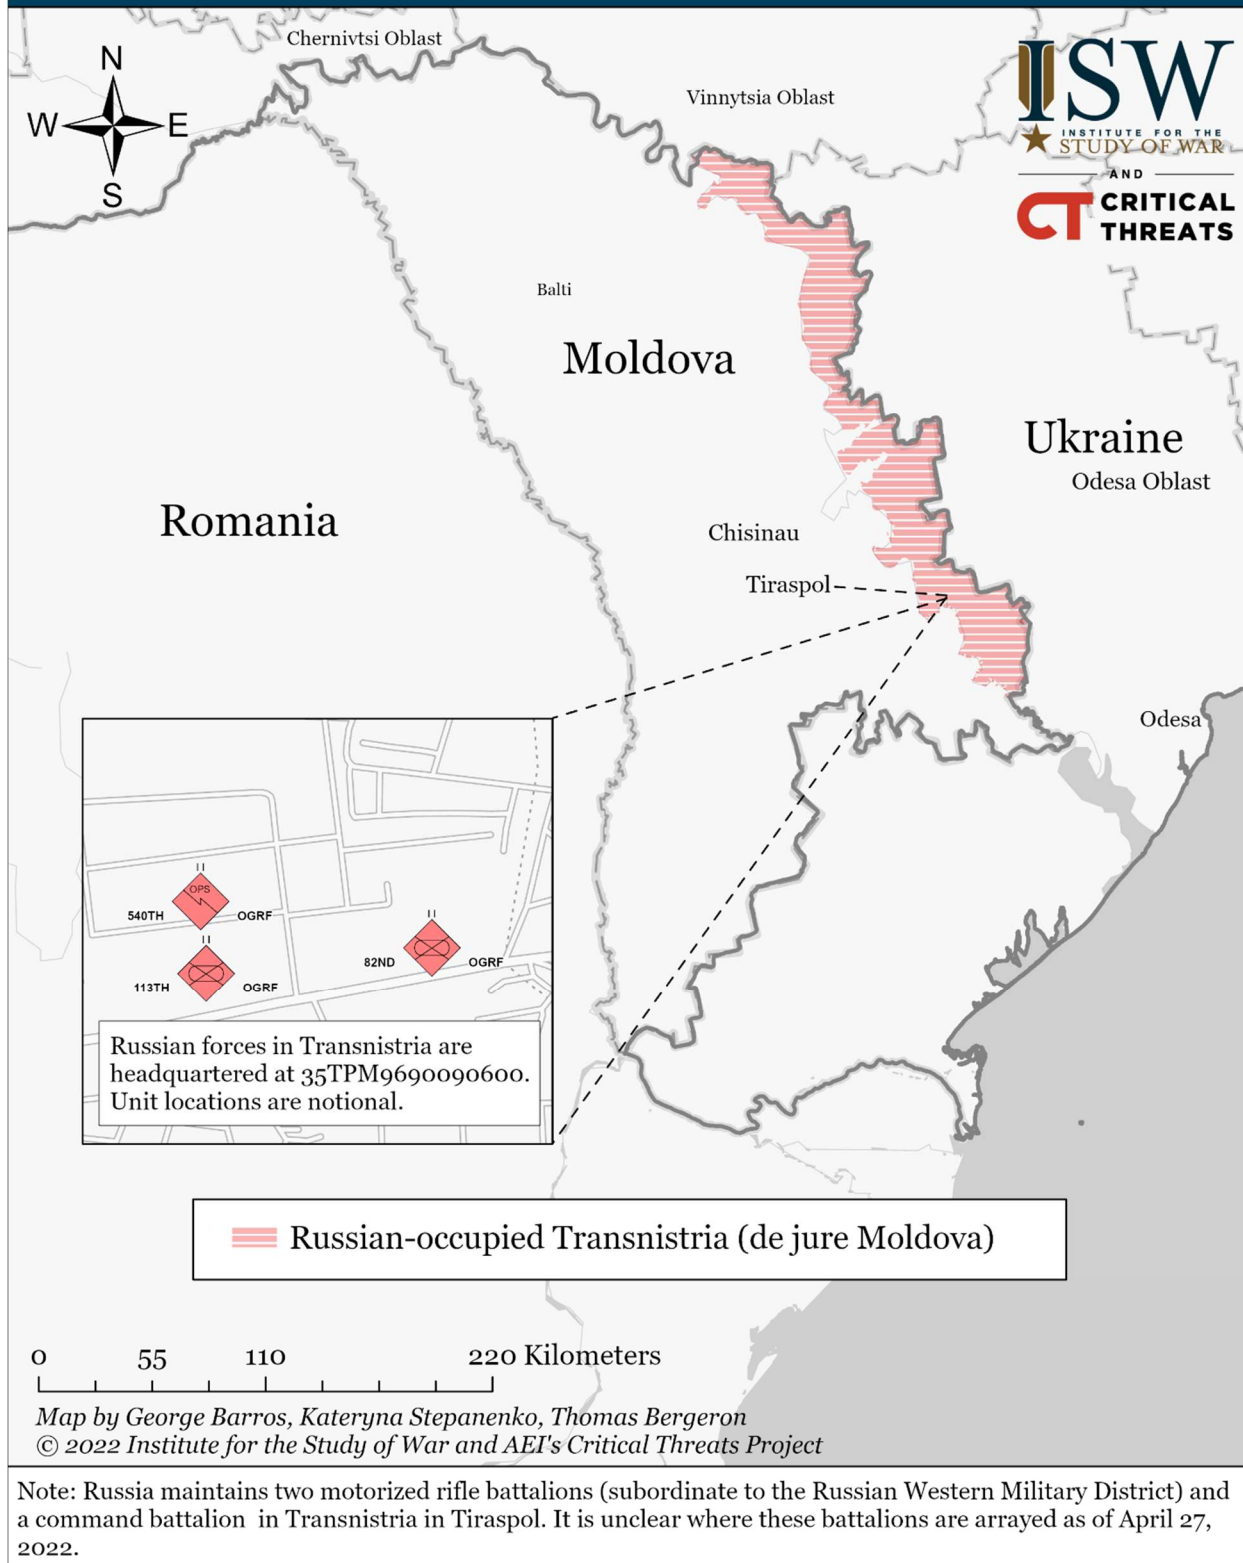 Chernivtsi Oblast
N
W
E
S
Vinnytsia Oblast
ISW
INSTITUTE FOR THE
STUDY OF WAR
AND
CT CRITICAL
THREATS
Balti
Moldova
Ukraine
Odesa Oblast
Romania
Chisinau
Tiraspol
Odesa
II
OPS
540TH
OGRF
II
113TH
OGRF
II
82ND
OGRF
Russian forces in Transnistria are
headquartered at 35TPM9690090600.
Unit locations are notional.
Russian-occupied Transnistria (de jure Moldova)
0 55 110 220 Kilometers
Map by George Barros, Kateryna Stepanenko, Thomas Bergeron
© 2022 Institute for the Study of War and AEI's Critical Threats Project
Note: Russia maintains two motorized rifle battalions (subordinate to the Russian Western Military District) and
a command battalion in Transnistria in Tiraspol. It is unclear where these battalions are arrayed as of April 27,
2022.